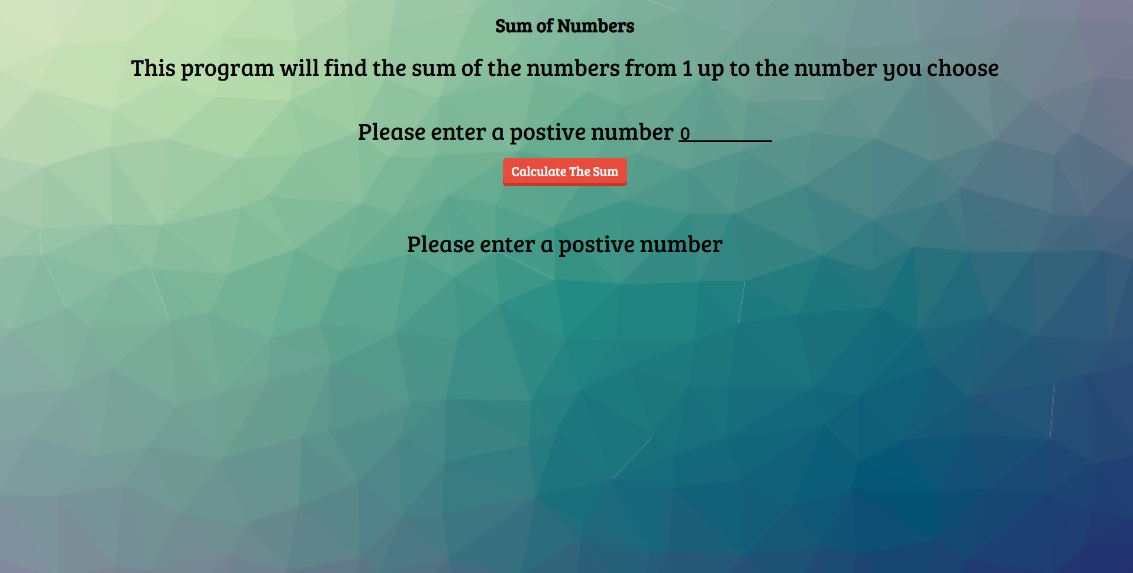 Sum of Numbers
This program will find the sum of the numbers from 1 up to the number you choose
Please enter a postive number 0
Calculate The Sum
Please enter a postive number